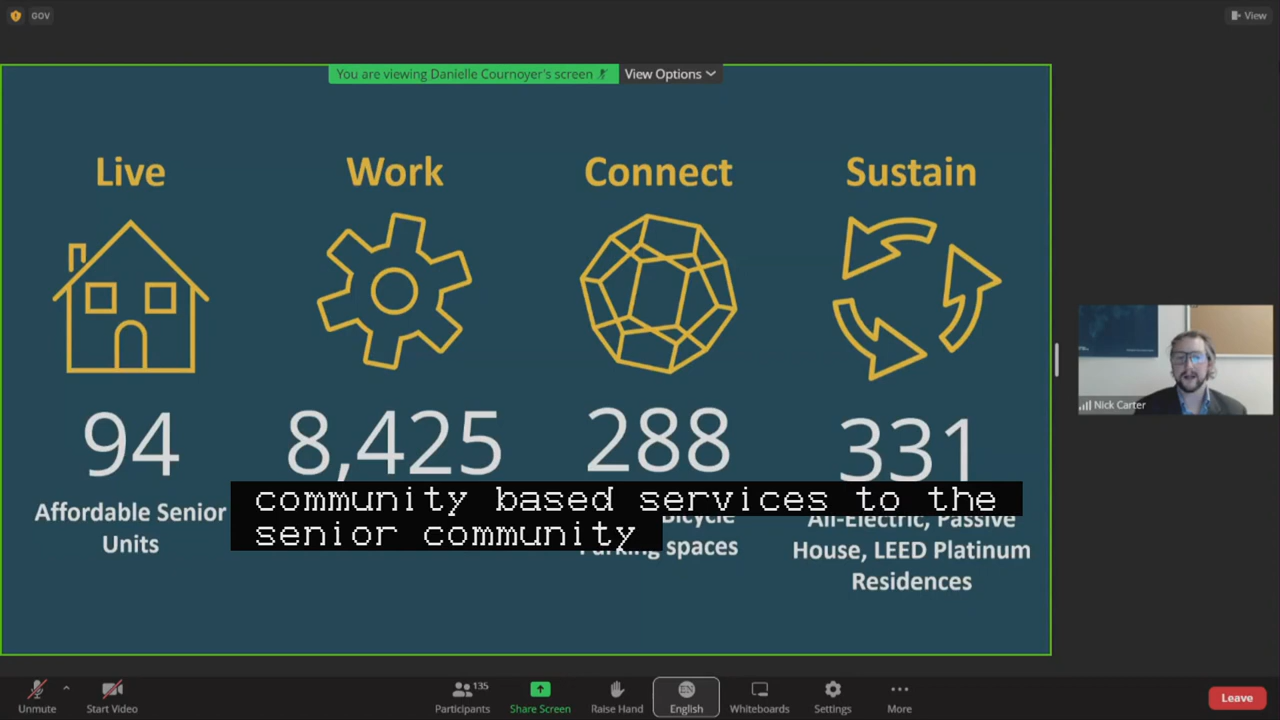 GOV
View
You are viewing Danielle Cournoyer's screen
View Options
Live
Work
Connect
Sustain
94
8,425
288
331
Affordable Senior
Units
Bicycle
Parking spaces
All-Electric, Passive
House, LEED Platinum
Residences
community based services to the
senior community
Nick Carter
Unmute
Start Video
Participants
135
Share Screen
Raise Hand
EN
English
Whiteboards
Settings
More
Leave